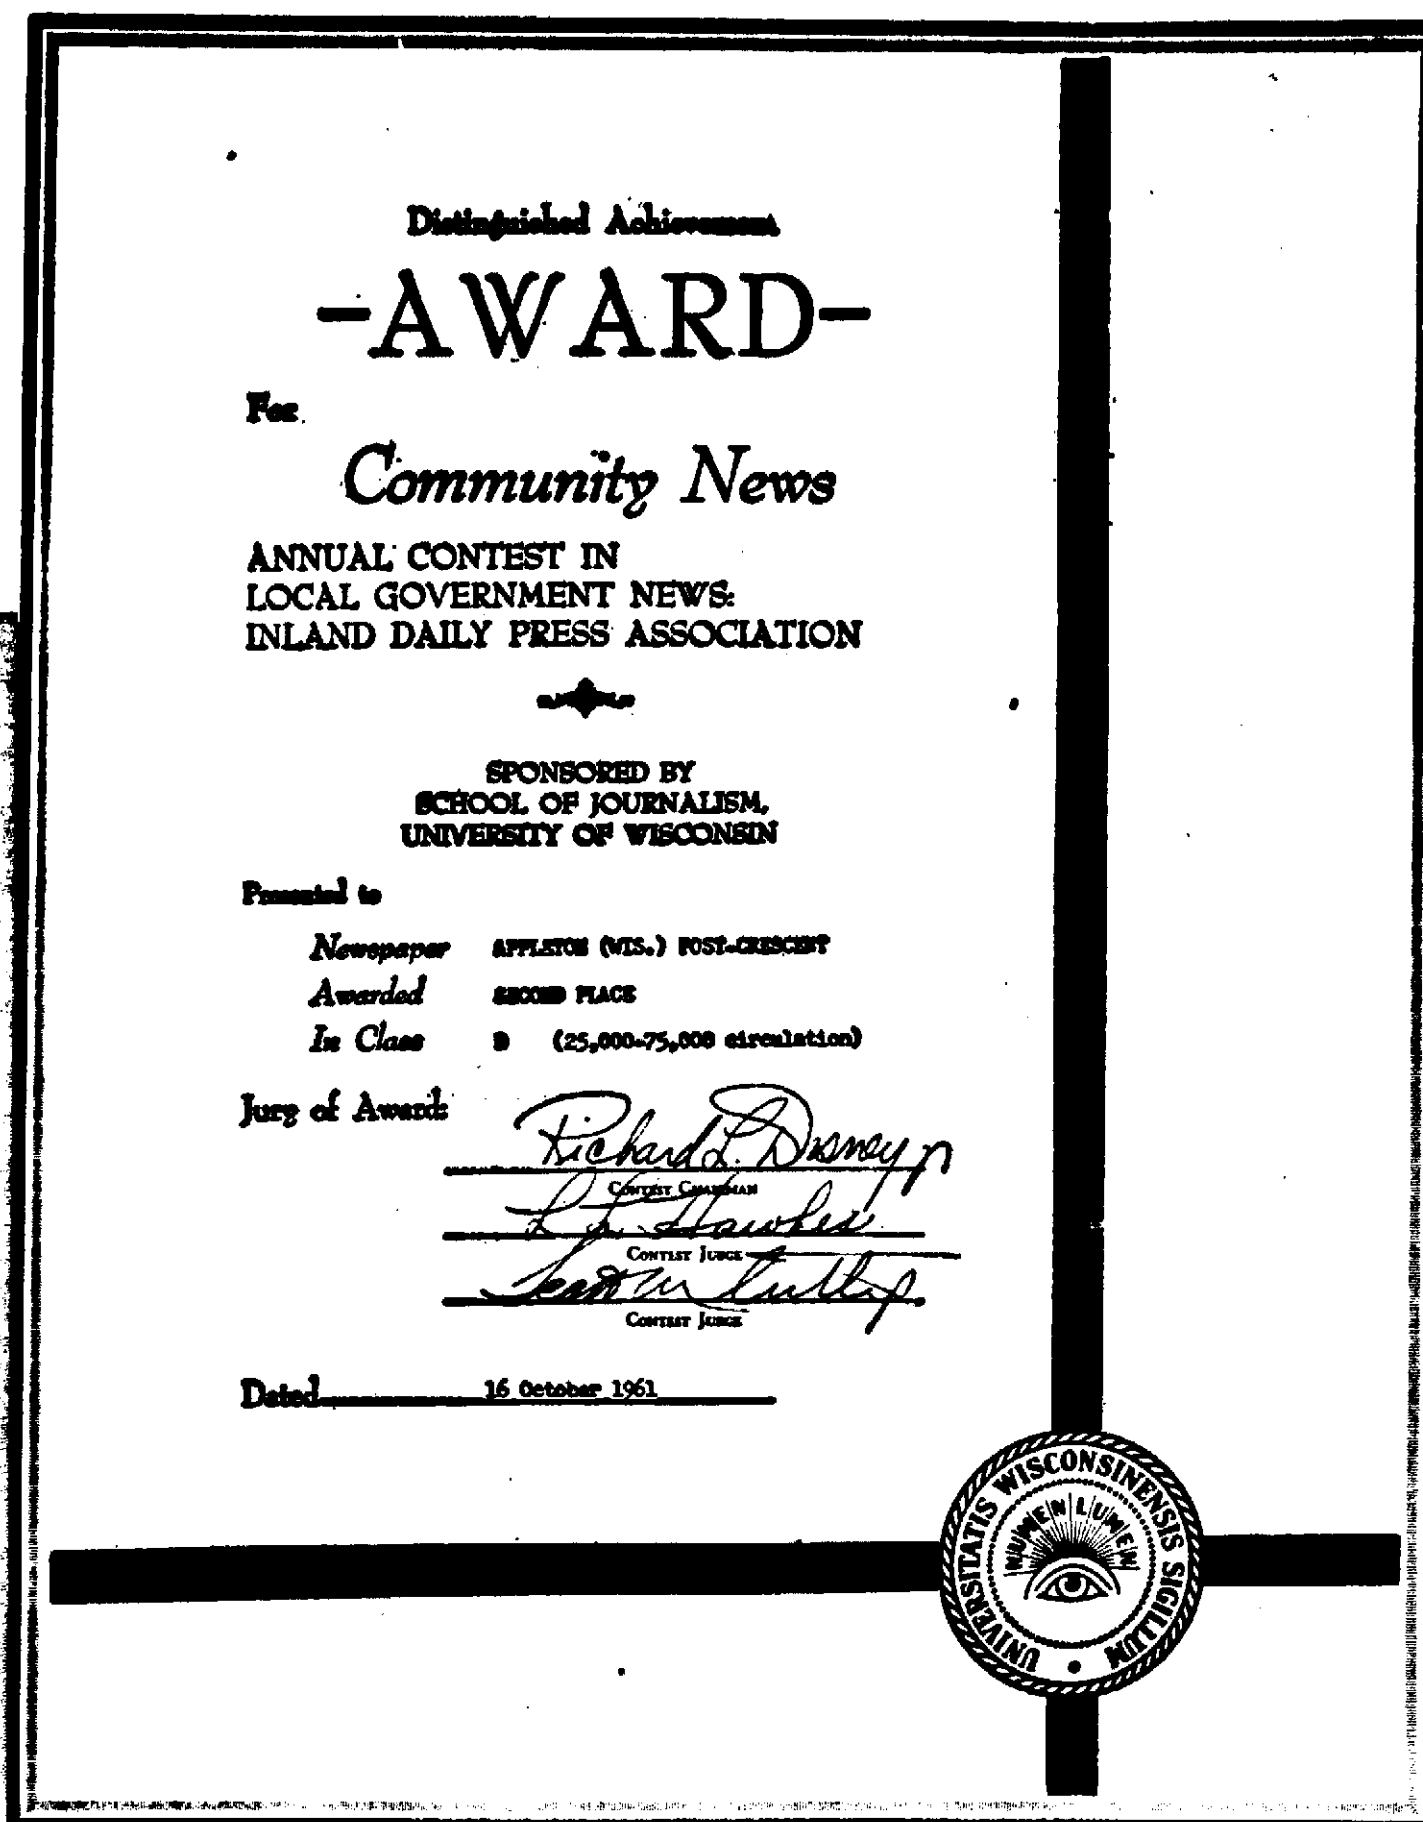 Distinguished Achievement
-AWARD-
For
Community News
ANNUAL CONTEST IN
LOCAL GOVERNMENT NEWS:
INLAND DAILY PRESS ASSOCIATION
SPONSORED BY
SCHOOL OF JOURNALISM,
UNIVERSITY OF WISCONSIN
Presented to
Newspaper APPLETON (WIS.) POST-CRESCENT
Awarded SECOND PLACE
In Class D (25,000-75,000 circulation)
Jury of Award:
Richard L. Disney Jr
CONTEST CHAIRMAN
Hawkes
CONTEST JUDGE
CONTEST JUDGE
Dated 16 October 1961
UNIVERSITATIS WISCONSINENSIS SIGILLUM
NUMEN LUMEN